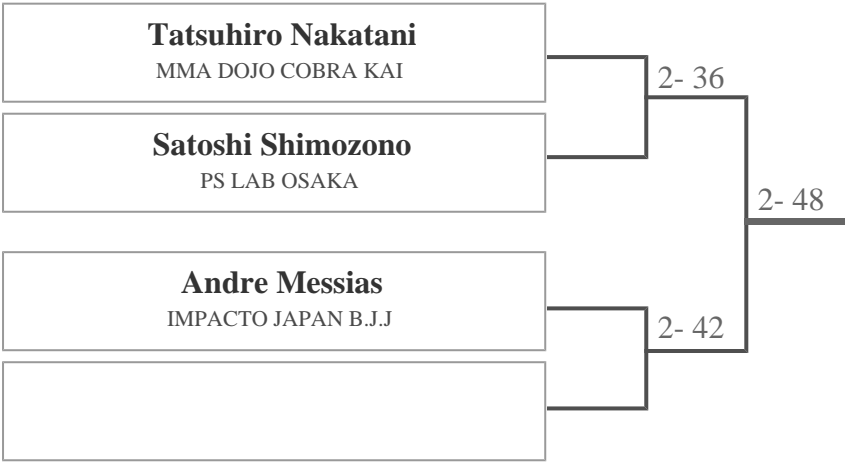 Tatsuhiro Nakatani
MMA DOJO COBRA KAI
2- 36
Satoshi Shimozono
PS LAB OSAKA
2- 48
Andre Messias
IMPACTO JAPAN B.J.J
2- 42